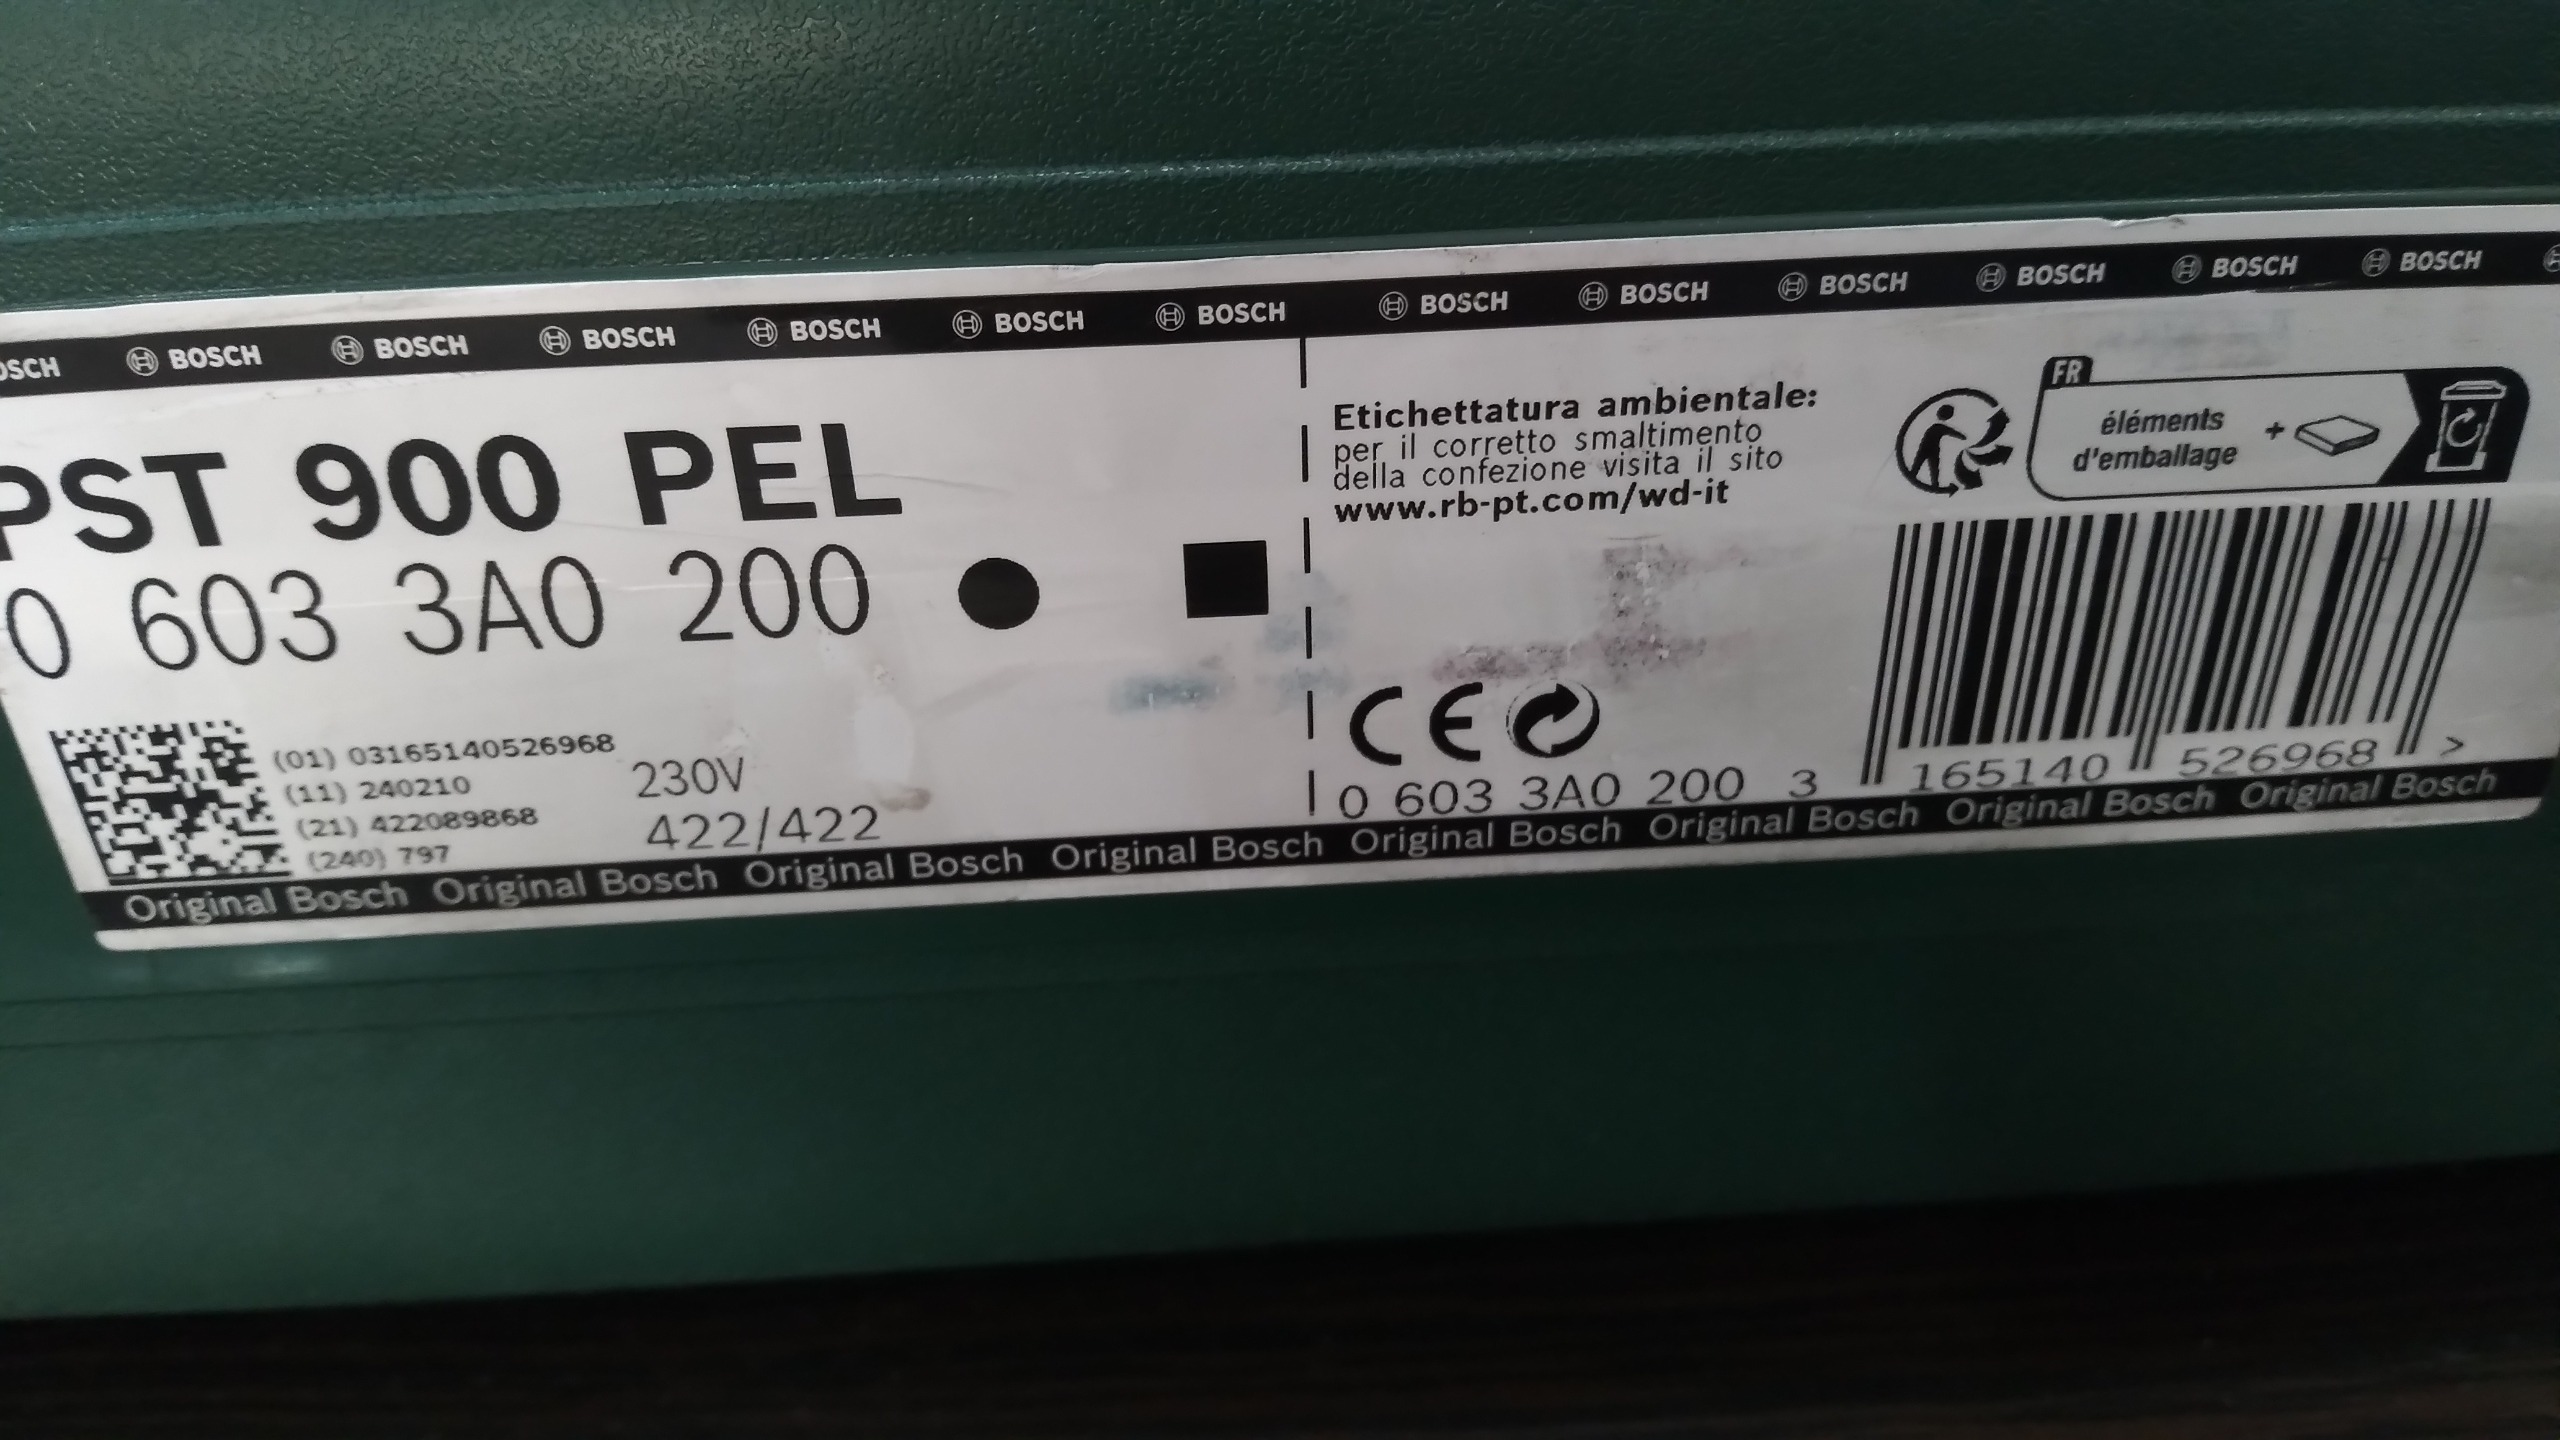 OSCH BOSCH BOSCH BOSCH BOSCH BOSCH BOSCH BOSCH BOSCH BOSCH BOSCH BOSCH BOSCH
PST 900 PEL
0 603 3A0 200
(01) 03165140526968
(11) 240210
(21) 422089868
(240) 797
230V
422/422
Etichettatura ambientale:
per il corretto smaltimento
della confezione visita il sito
www.rb-pt.com/wd-it
FR
éléments
d'emballage
+
CE
0 603 3A0 200
3 165140 526968 >
Original Bosch Original Bosch Original Bosch Original Bosch Original Bosch Original Bosch Original Bosch Original Bosch